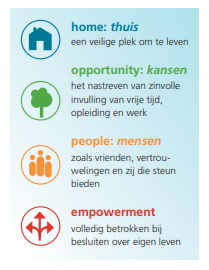 home: thuis
een veilige plek om te leven
opportunity: kansen
het nastreven van zinvolle
invulling van vrije tijd,
opleiding en werk
people: mensen
zoals vrienden, vertrou-
welingen en zij die steun
bieden
empowerment
volledig betrokken bij
besluiten over eigen leven